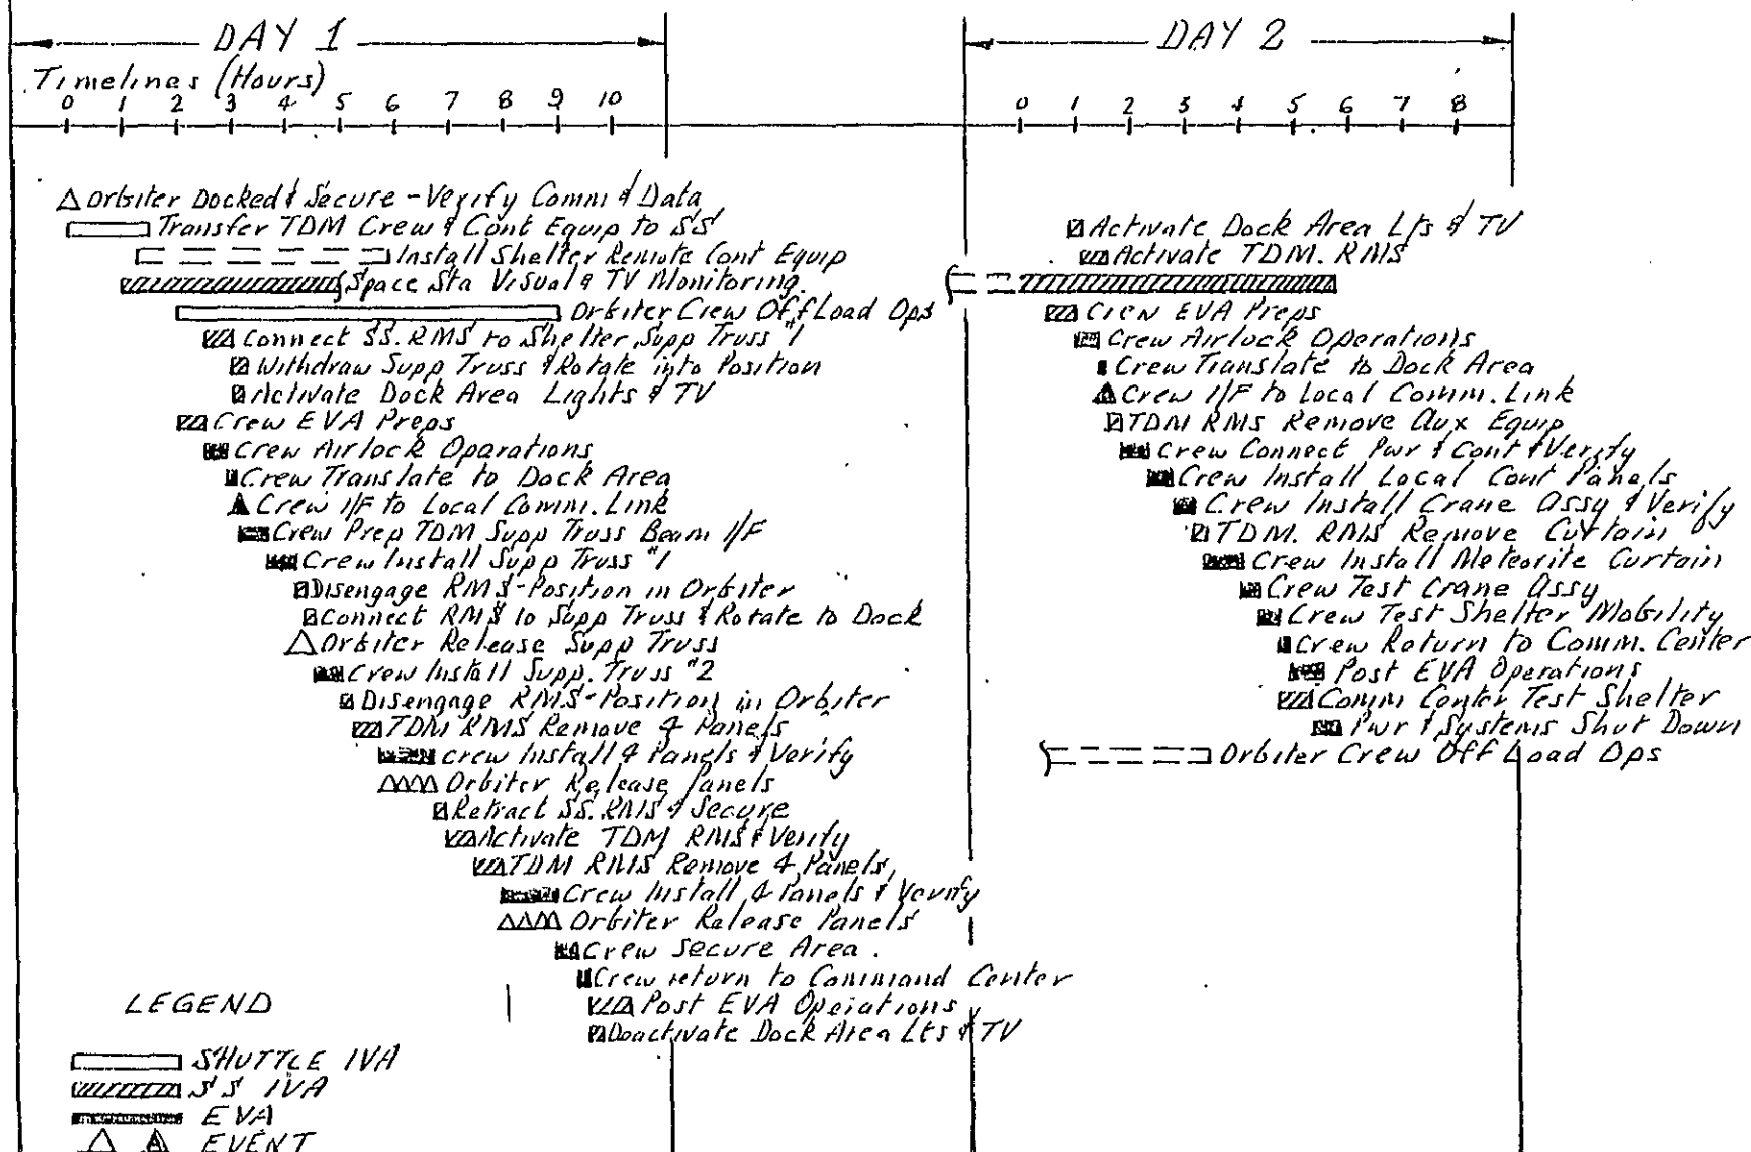 DAY 1
DAY 2
Timelines (Hours)
0 1 2 3 4 5 6 7 8 9 10
0 1 2 3 4 5 6 7 8
Orbiter Docked & Secure - Verify Comm & Data
Transfer TDM Crew & Cont Equip to SS
Install Shelter Remote Cont Equip
Space Sta Visual & TV Monitoring.
Orbiter Crew Off Load Ops
Connect SS. RMS to Shelter Supp Truss #1
Withdraw Supp Truss & Rotate into Position
Activate Dock Area Lights & TV
Crew EVA Preps
Crew Airlock Operations
Crew Translate to Dock Area
Crew I/F to Local Comm. Link
Crew Prep TDM Supp Truss Beam I/F
Crew Install Supp Truss #1
Disengage RMS-Position in Orbiter
Connect RMS to Supp Truss & Rotate to Dock
Orbiter Release Supp Truss
Crew Install Supp. Truss #2
Disengage RMS-Position in Orbiter
TDM RMS Remove 4 Panels
Crew Install 4 Panels & Verify
Orbiter Release Panels
Retract SS. RMS & Secure
Activate TDM RMS & Verify
TDM RMS Remove 4 Panels
Crew Install 4 Panels & Verify
Orbiter Release Panels
Crew Secure Area.
Crew return to Command Center
Post EVA Operations
Deactivate Dock Area Lts & TV
Activate Dock Area Lts & TV
Activate TDM. RMS
Crew EVA Preps
Crew Airlock Operations
Crew Translate to Dock Area
Crew I/F to Local Comm. Link
TDM RMS Remove Aux Equip
Crew Connect Pwr & Cont & Verify
Crew Install Local Cont Panels
Crew Install Crane Assy & Verify
TDM. RMS Remove Curtain
Crew Install Meteorite Curtain
Crew Test Crane Assy
Crew Test Shelter Mobility
Crew Return to Comm. Center
Post EVA Operations
Comm Center Test Shelter
Pwr & Systems Shut Down
Orbiter Crew Off Load Ops
LEGEND
SHUTTLE IVA
SS IVA
EVA
EVENT